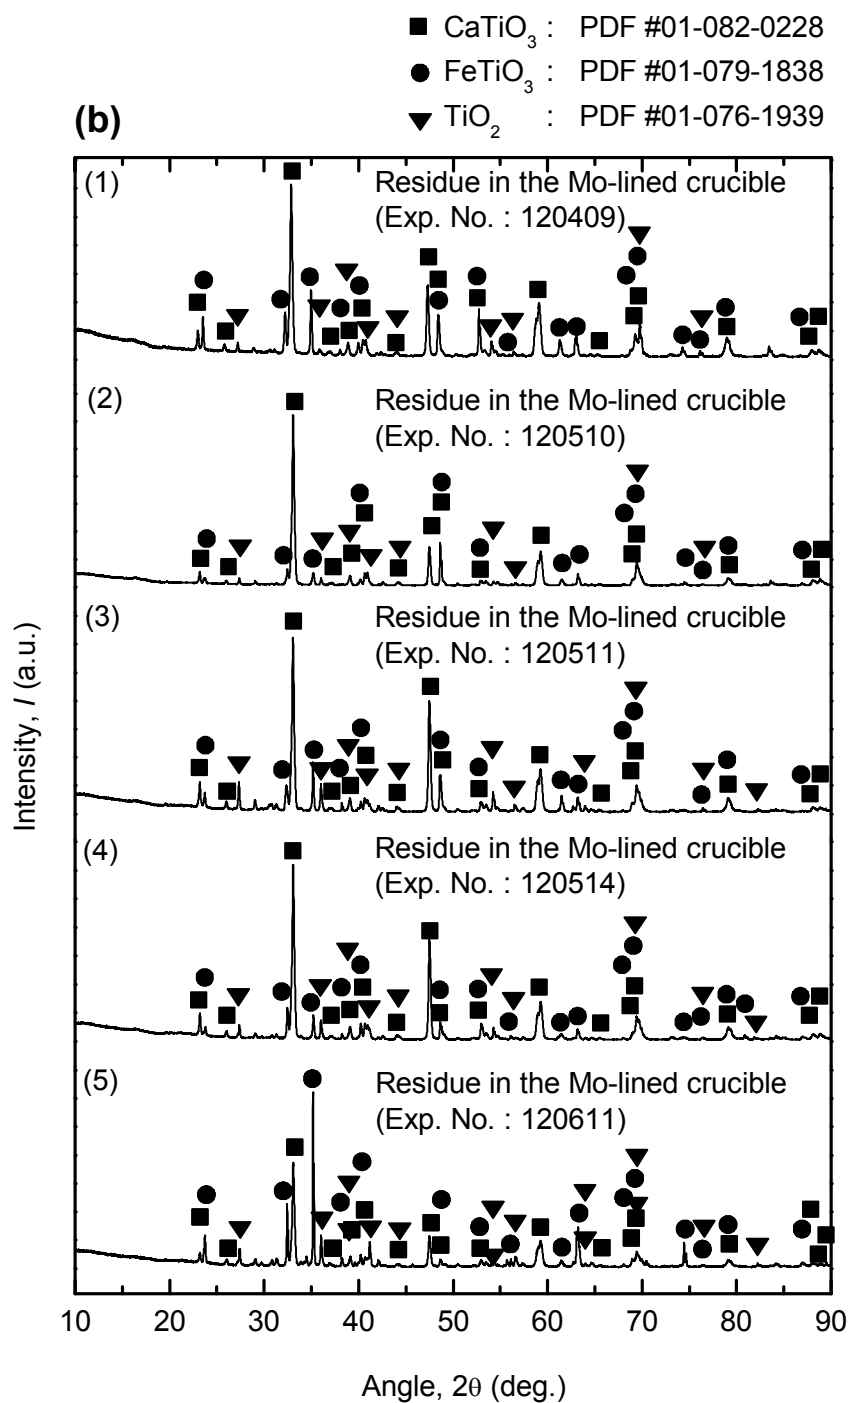 ■ CaTiO₃ : PDF #01-082-0228
● FeTiO₃ : PDF #01-079-1838
▼ TiO₂ : PDF #01-076-1939
(b)
(1) Residue in the Mo-lined crucible
(Exp. No. : 120409)
(2) Residue in the Mo-lined crucible
(Exp. No. : 120510)
(3) Residue in the Mo-lined crucible
(Exp. No. : 120511)
(4) Residue in the Mo-lined crucible
(Exp. No. : 120514)
(5) Residue in the Mo-lined crucible
(Exp. No. : 120611)
Intensity, I (a.u.)
10 20 30 40 50 60 70 80 90
Angle, 2θ (deg.)